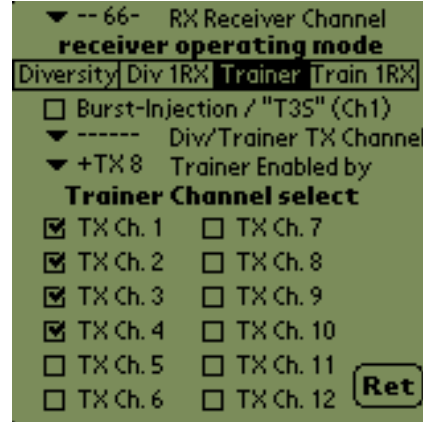 -- 66- RX Receiver Channel
receiver operating mode
Diversity Div 1RX Trainer Train 1RX
Burst-Injection / "T3S" (Ch1)
------ Div/Trainer TX Channel
+TX 8 Trainer Enabled by
Trainer Channel select
TX Ch. 1 TX Ch. 7
TX Ch. 2 TX Ch. 8
TX Ch. 3 TX Ch. 9
TX Ch. 4 TX Ch. 10
TX Ch. 5 TX Ch. 11
TX Ch. 6 TX Ch. 12
Ret